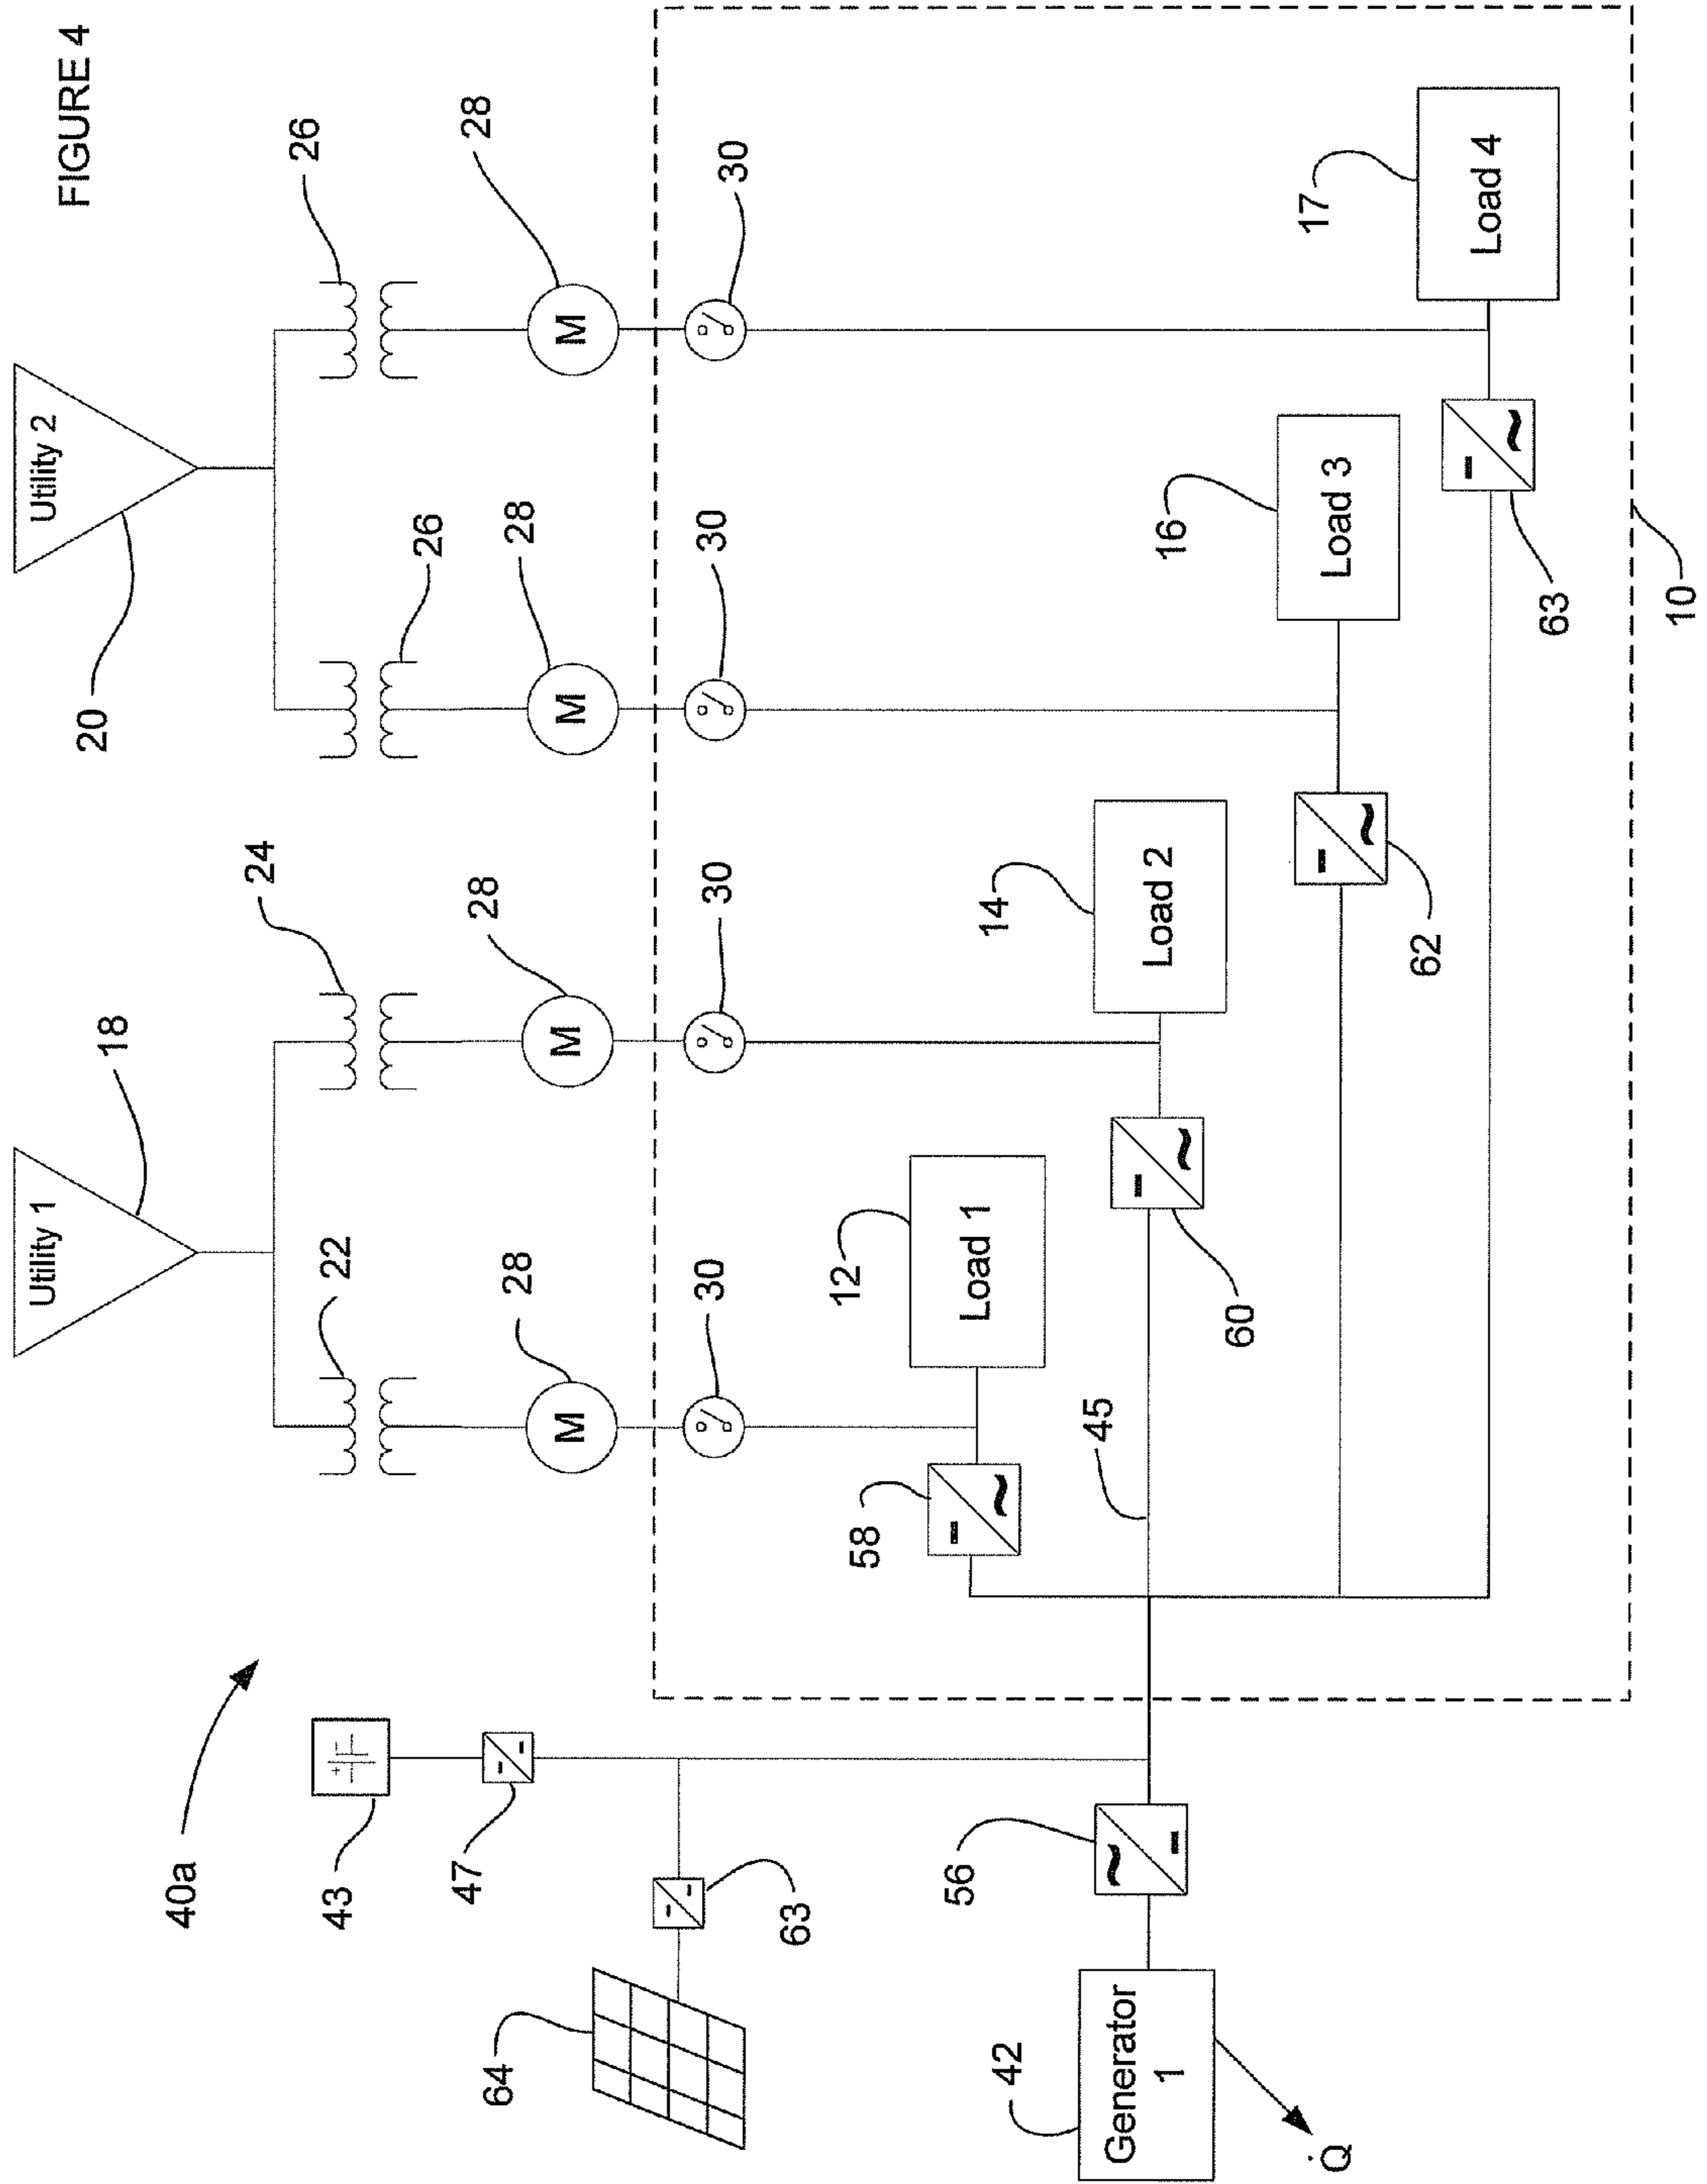 FIGURE 4
Utility 1
18
Utility 2
20
22
24
26
26
28
28
28
28
M
M
M
M
30
30
30
30
40a
43
47
64
63
12
Load 1
58
14
Load 2
60
45
16
Load 3
62
17
Load 4
63
56
42
Generator
1
Q̇
10